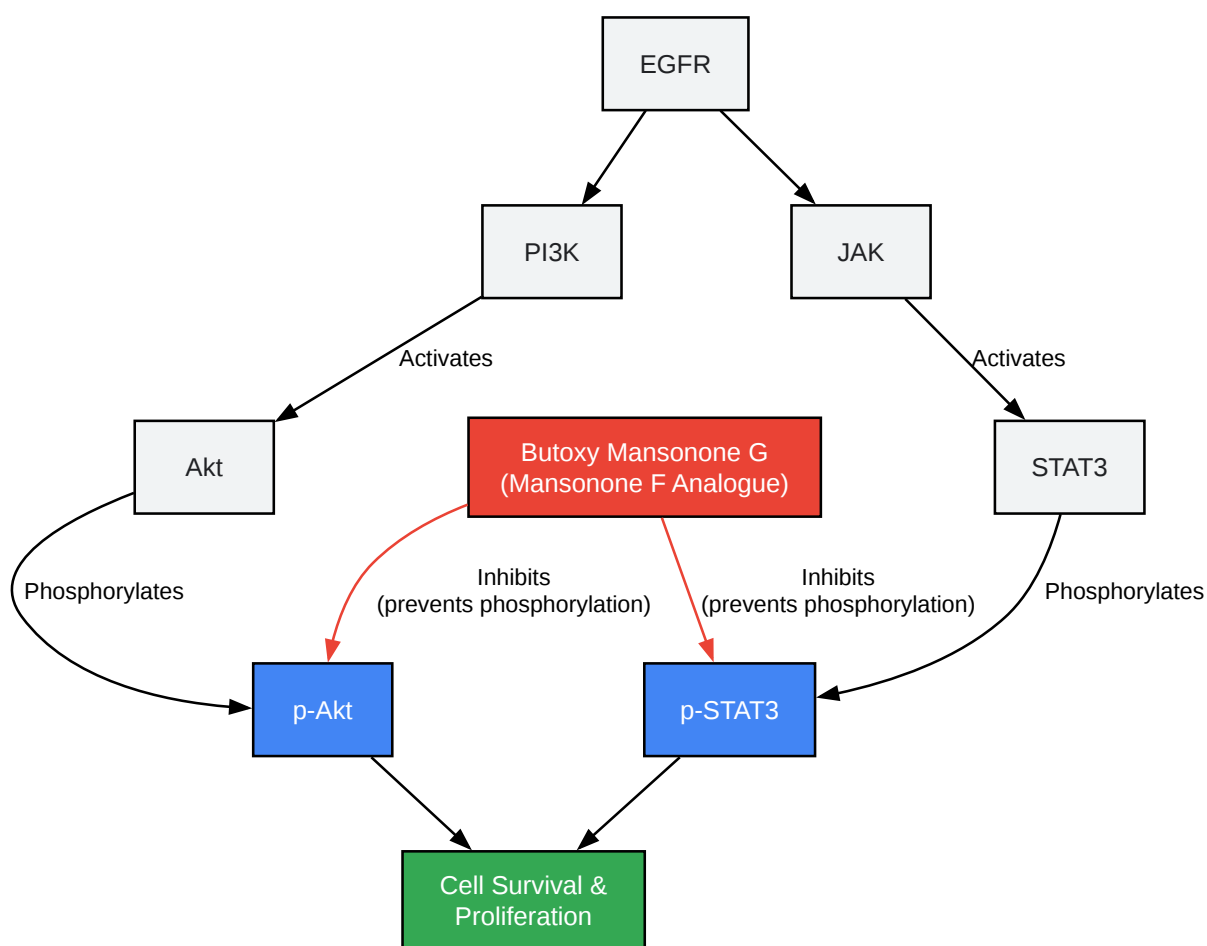 EGFR
PI3K
JAK
Activates
Activates
Akt
Butoxy Mansonone G
(Mansonone F Analogue)
STAT3
Phosphorylates
Inhibits
(prevents phosphorylation)
Inhibits
(prevents phosphorylation)
Phosphorylates
p-Akt
p-STAT3
Cell Survival &
Proliferation